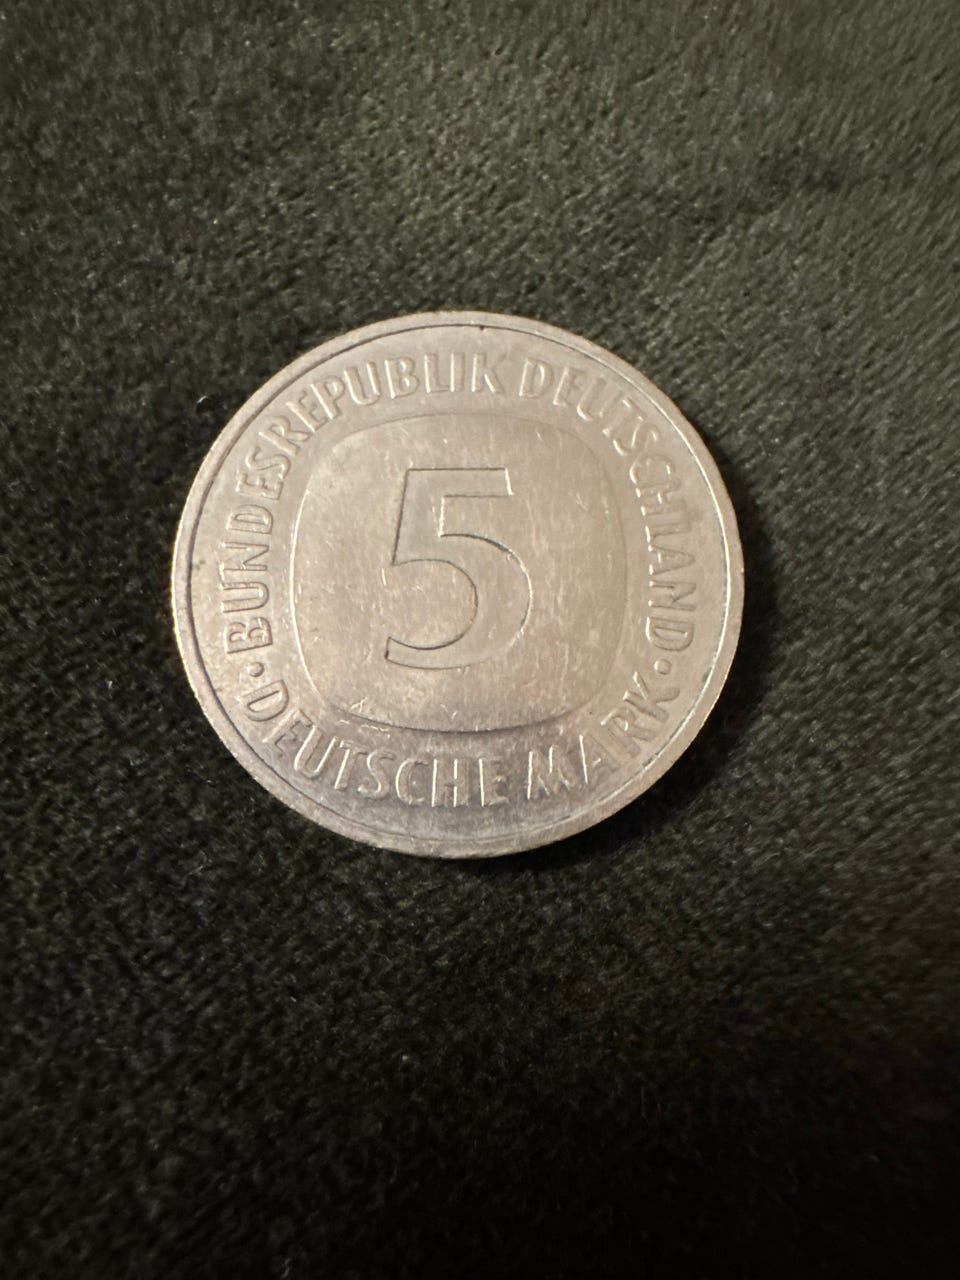 BUNDESREPUBLIK DEUTSCHLAND
5
· DEUTSCHE MARK ·